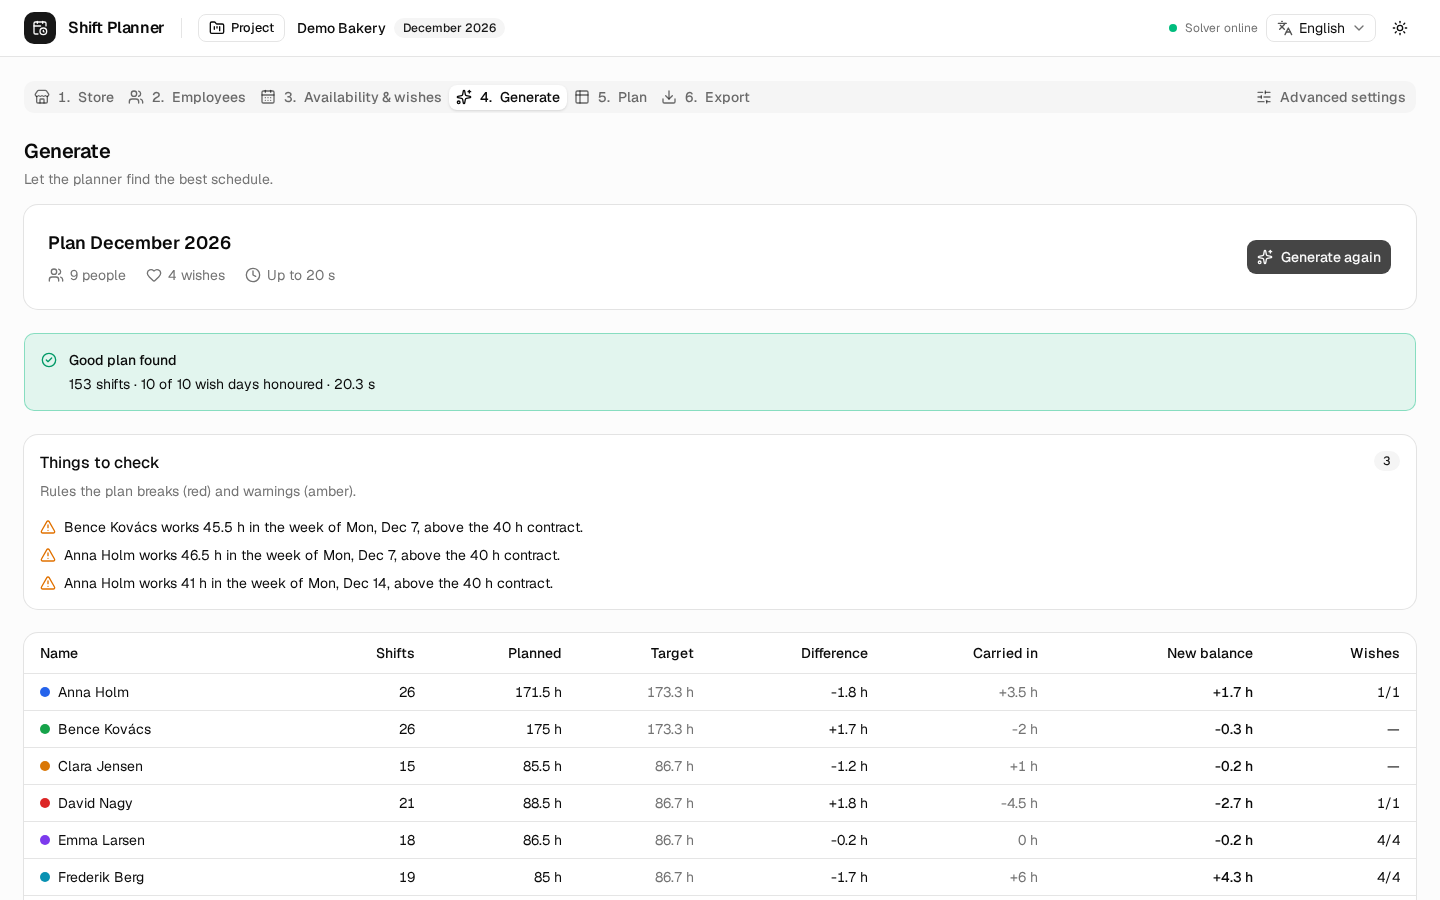 Shift Planner
Project
Demo Bakery
December 2026
Solver online
English
1. Store
2. Employees
3. Availability & wishes
4. Generate
5. Plan
6. Export
Advanced settings
Generate
Let the planner find the best schedule.
Plan December 2026
9 people
4 wishes
Up to 20 s
Generate again
Good plan found
153 shifts · 10 of 10 wish days honoured · 20.3 s
Things to check
3
Rules the plan breaks (red) and warnings (amber).
Bence Kovács works 45.5 h in the week of Mon, Dec 7, above the 40 h contract.
Anna Holm works 46.5 h in the week of Mon, Dec 7, above the 40 h contract.
Anna Holm works 41 h in the week of Mon, Dec 14, above the 40 h contract.
Name Shifts Planned Target Difference Carried in New balance Wishes
Anna Holm 26 171.5 h 173.3 h -1.8 h +3.5 h +1.7 h 1/1
Bence Kovács 26 175 h 173.3 h +1.7 h -2 h -0.3 h —
Clara Jensen 15 85.5 h 86.7 h -1.2 h +1 h -0.2 h —
David Nagy 21 88.5 h 86.7 h +1.8 h -4.5 h -2.7 h 1/1
Emma Larsen 18 86.5 h 86.7 h -0.2 h 0 h -0.2 h 4/4
Frederik Berg 19 85 h 86.7 h -1.7 h +6 h +4.3 h 4/4